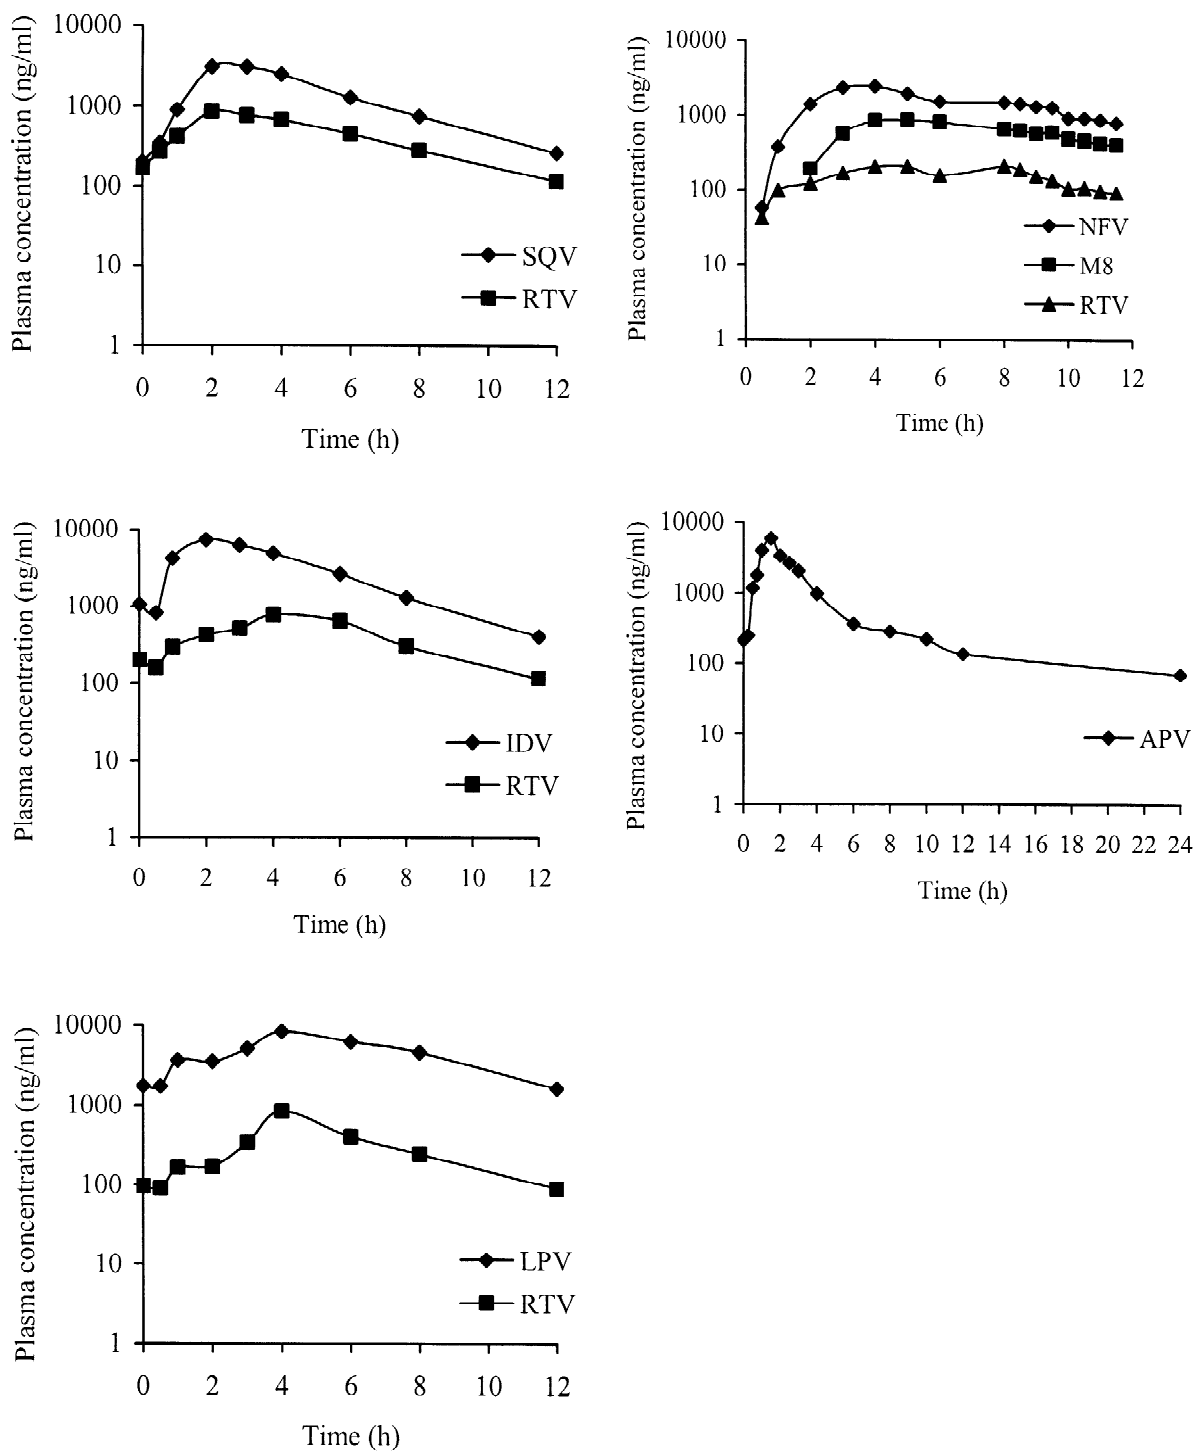 Plasma concentration (ng/ml)
10000
1000
100
10
1
SQV
RTV
0 2 4 6 8 10 12
Time (h)
Plasma concentration (ng/ml)
10000
1000
100
10
1
NFV
M8
RTV
0 2 4 6 8 10 12
Time (h)
Plasma concentration (ng/ml)
10000
1000
100
10
1
IDV
RTV
0 2 4 6 8 10 12
Time (h)
Plasma concentration (ng/ml)
10000
1000
100
10
1
APV
0 2 4 6 8 10 12 14 16 18 20 22 24
Time (h)
Plasma concentration (ng/ml)
10000
1000
100
10
1
LPV
RTV
0 2 4 6 8 10 12
Time (h)